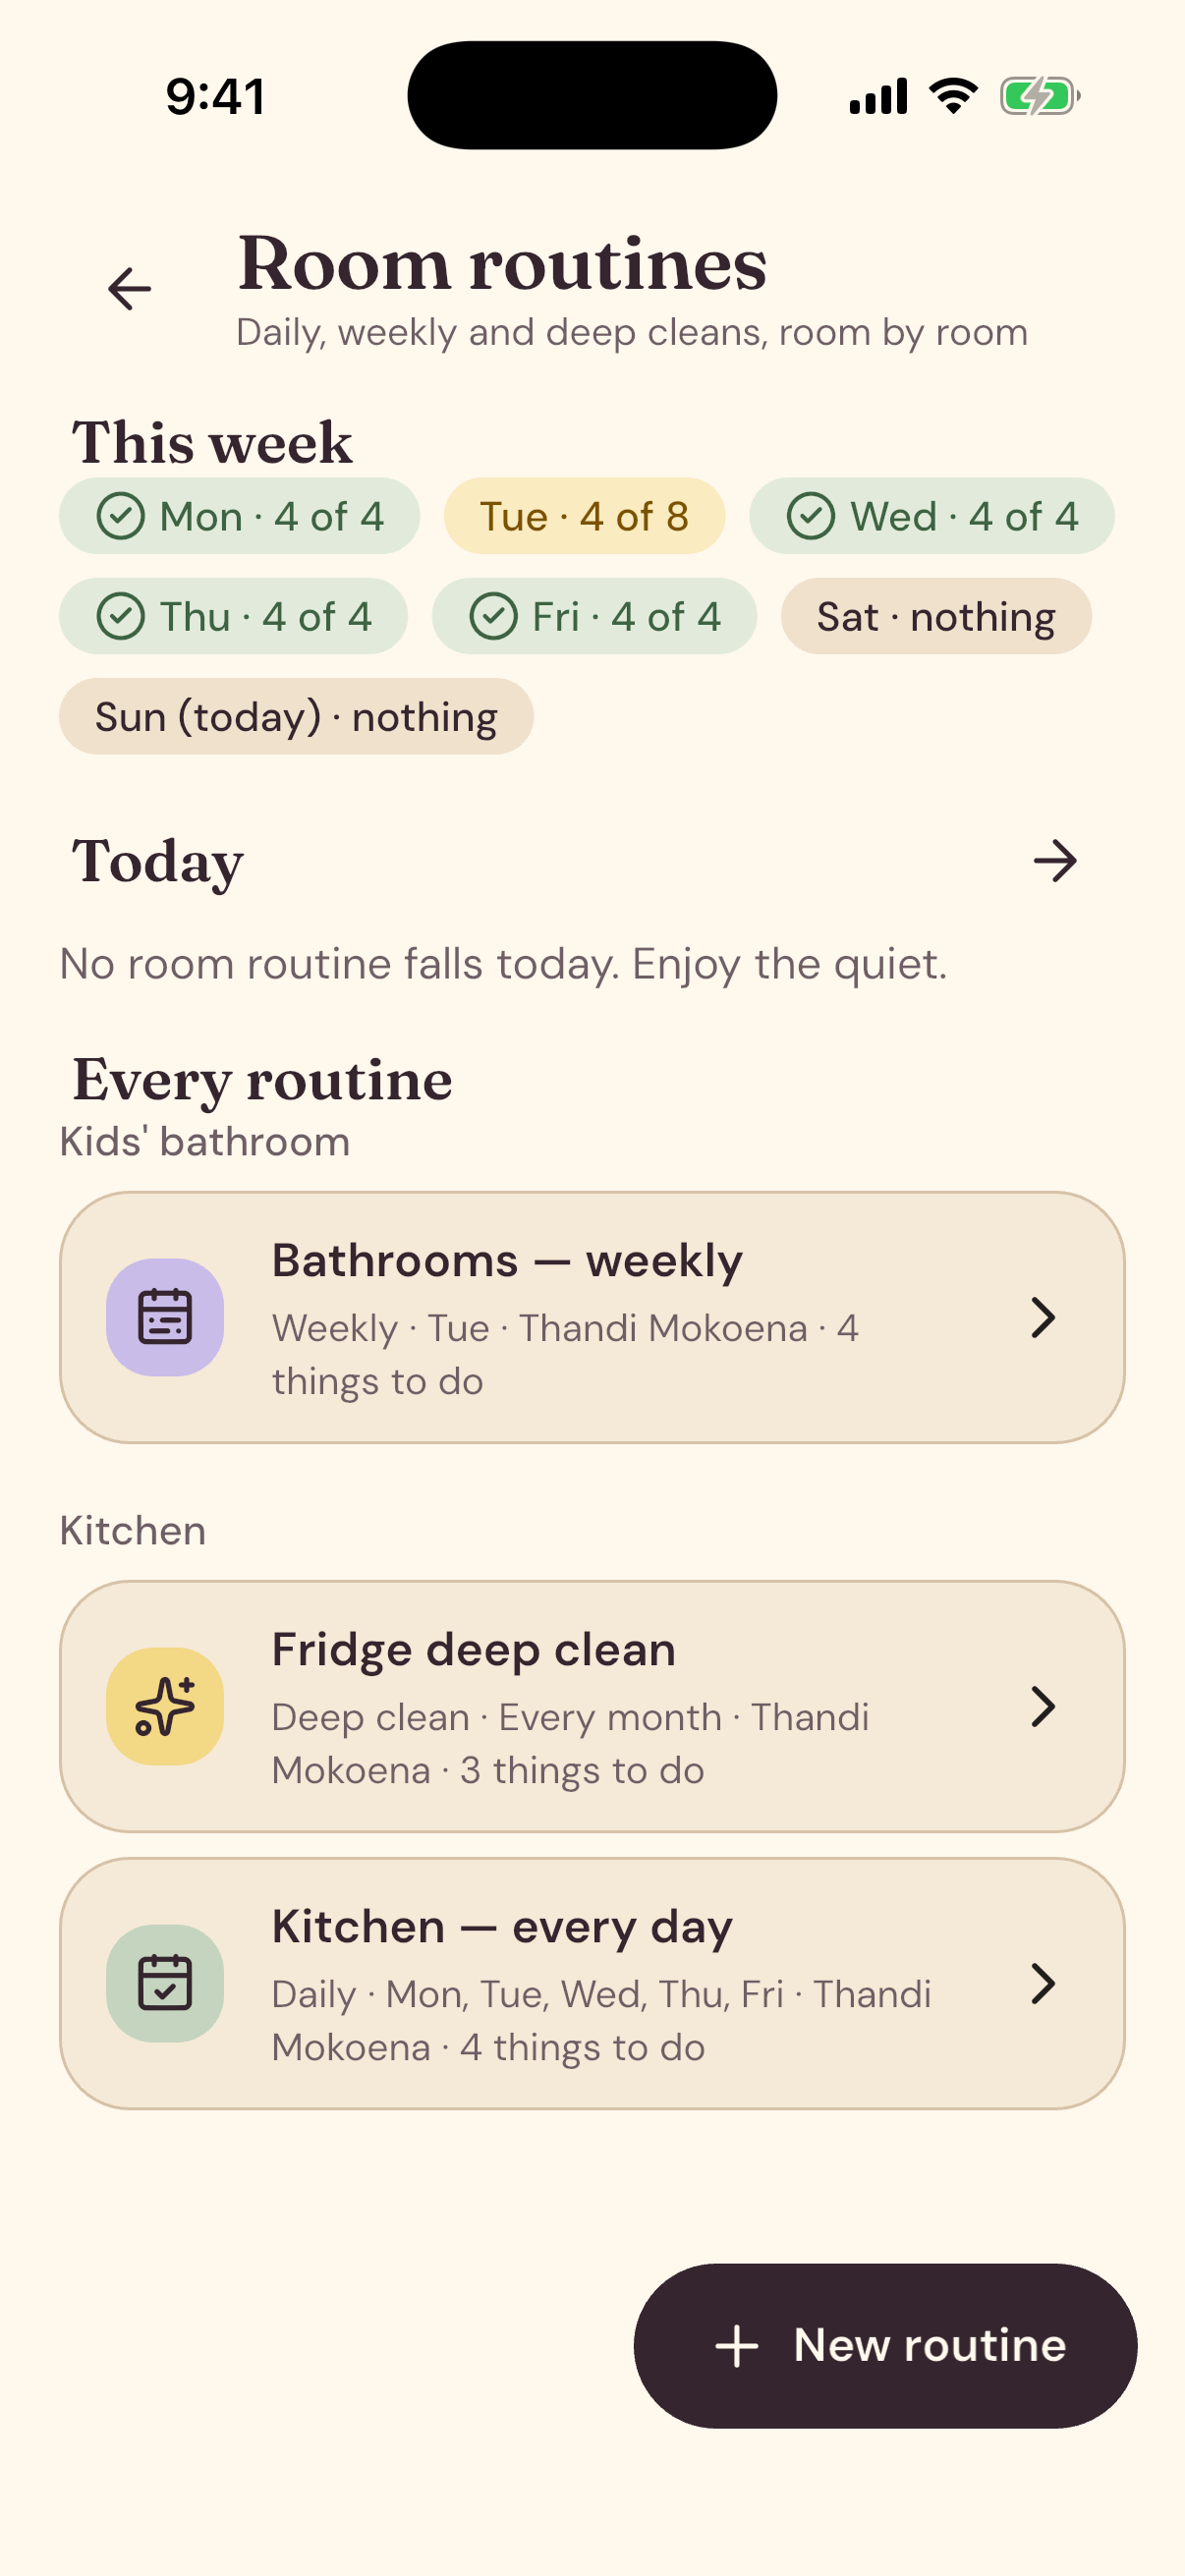 9:41
Room routines
Daily, weekly and deep cleans, room by room
This week
Mon · 4 of 4
Tue · 4 of 8
Wed · 4 of 4
Thu · 4 of 4
Fri · 4 of 4
Sat · nothing
Sun (today) · nothing
Today
No room routine falls today. Enjoy the quiet.
Every routine
Kids' bathroom
Bathrooms — weekly
Weekly · Tue · Thandi Mokoena · 4
things to do
Kitchen
Fridge deep clean
Deep clean · Every month · Thandi
Mokoena · 3 things to do
Kitchen — every day
Daily · Mon, Tue, Wed, Thu, Fri · Thandi
Mokoena · 4 things to do
New routine